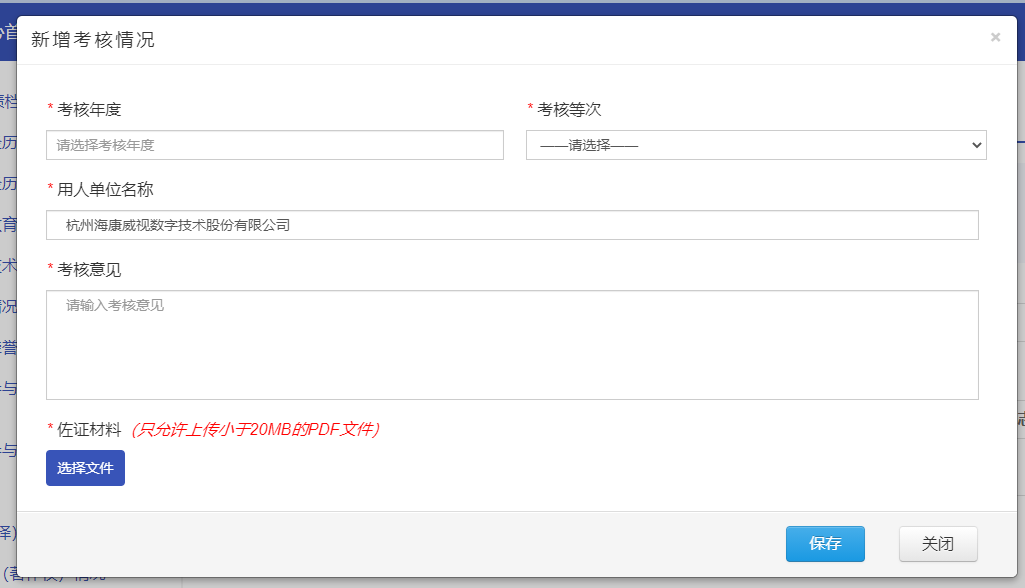 新增考核情况
×
* 考核年度
* 考核等次
请选择考核年度
——请选择——
* 用人单位名称
杭州海康威视数字技术股份有限公司
* 考核意见
请输入考核意见
* 佐证材料 (只允许上传小于20MB的PDF文件)
选择文件
保存
关闭